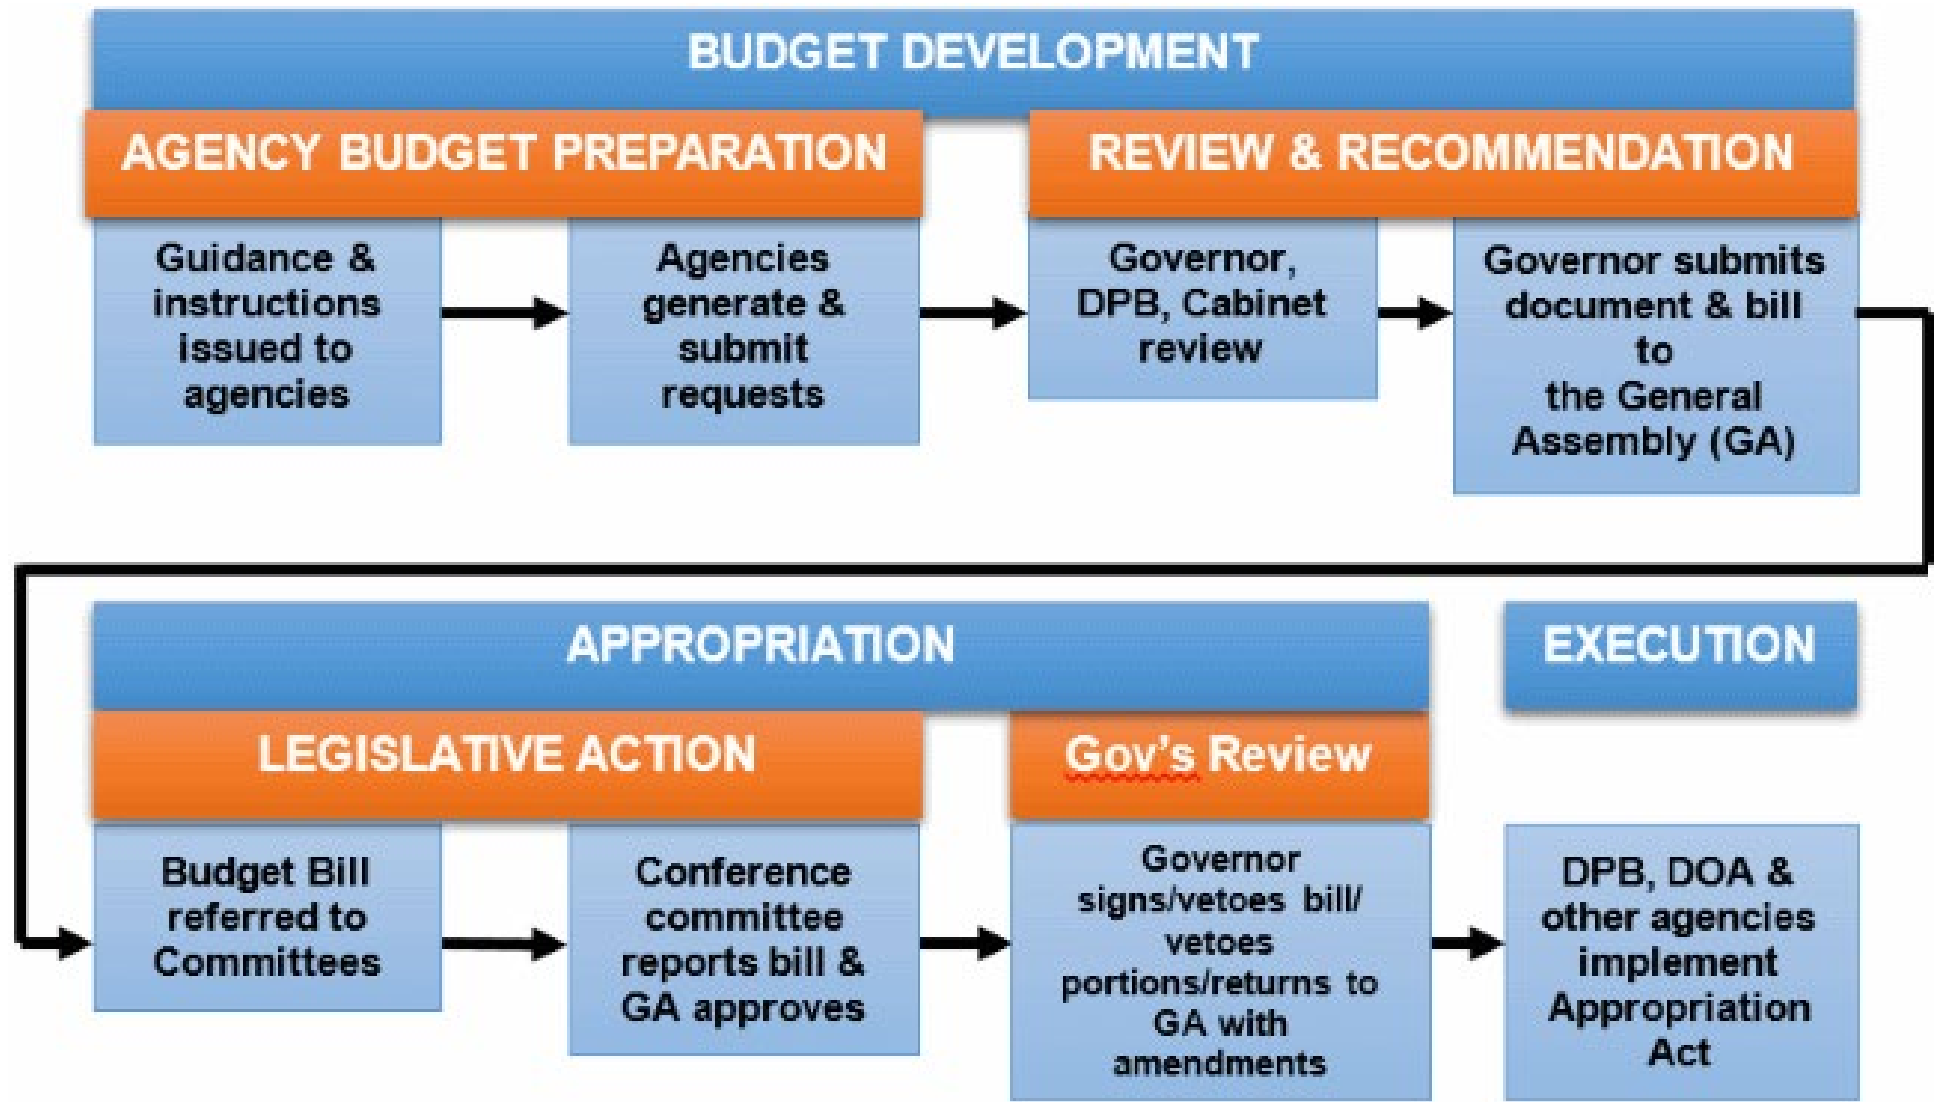 BUDGET DEVELOPMENT
AGENCY BUDGET PREPARATION
REVIEW & RECOMMENDATION
Guidance &
instructions
issued to
agencies
Agencies
generate &
submit
requests
Governor,
DPB, Cabinet
review
Governor submits
document & bill
to
the General
Assembly (GA)
APPROPRIATION
EXECUTION
LEGISLATIVE ACTION
Gov's Review
Budget Bill
referred to
Committees
Conference
committee
reports bill &
GA approves
Governor
signs/vetoes bill/
vetoes
portions/returns to
GA with
amendments
DPB, DOA &
other agencies
implement
Appropriation
Act